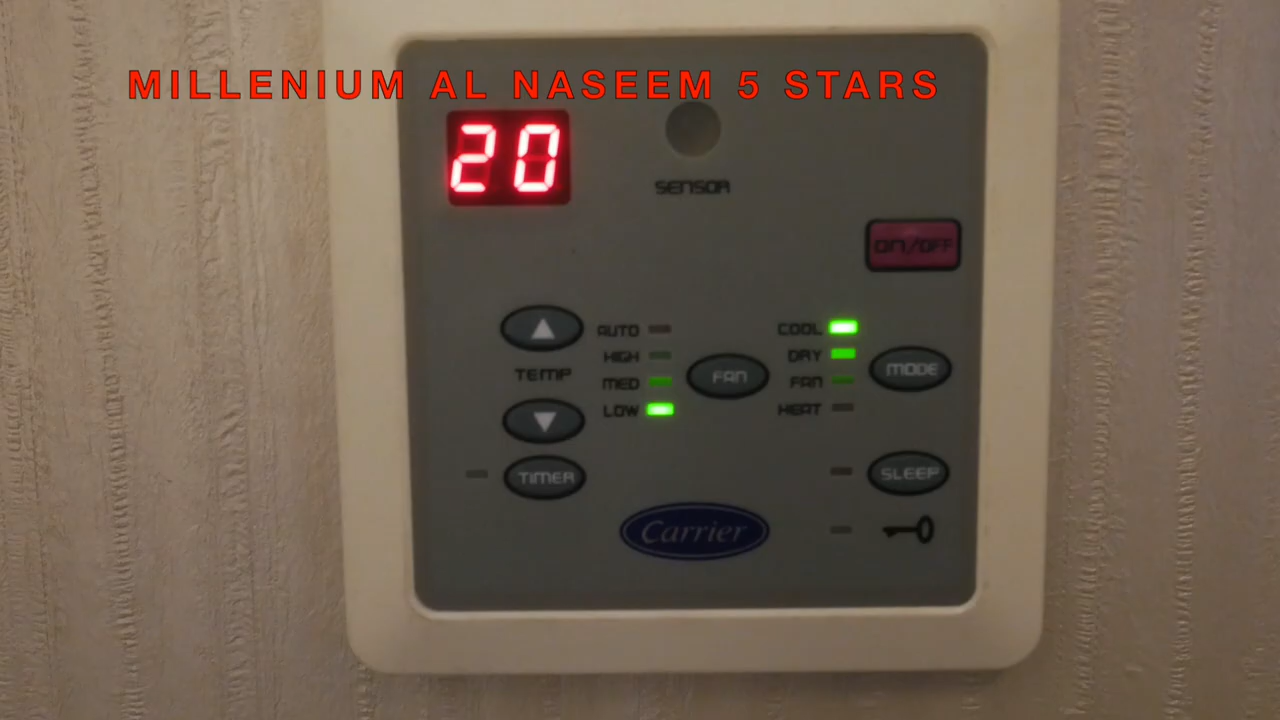 MILLENIUM AL NASEEM 5 STARS
20
SENSOR
ON/OFF
AUTO
HIGH
MED
LOW
TEMP
FAN
COOL
DRY
FAN
HEAT
MODE
TIMER
SLEEP
Carrier